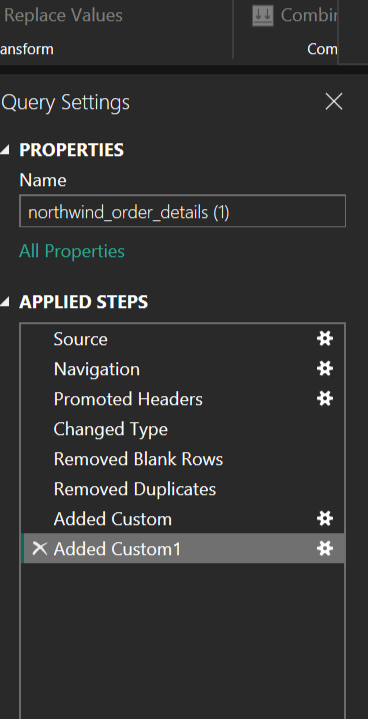 Replace Values
Combin
ansform
Com
Query Settings
PROPERTIES
Name
northwind_order_details (1)
All Properties
APPLIED STEPS
Source
Navigation
Promoted Headers
Changed Type
Removed Blank Rows
Removed Duplicates
Added Custom
Added Custom1